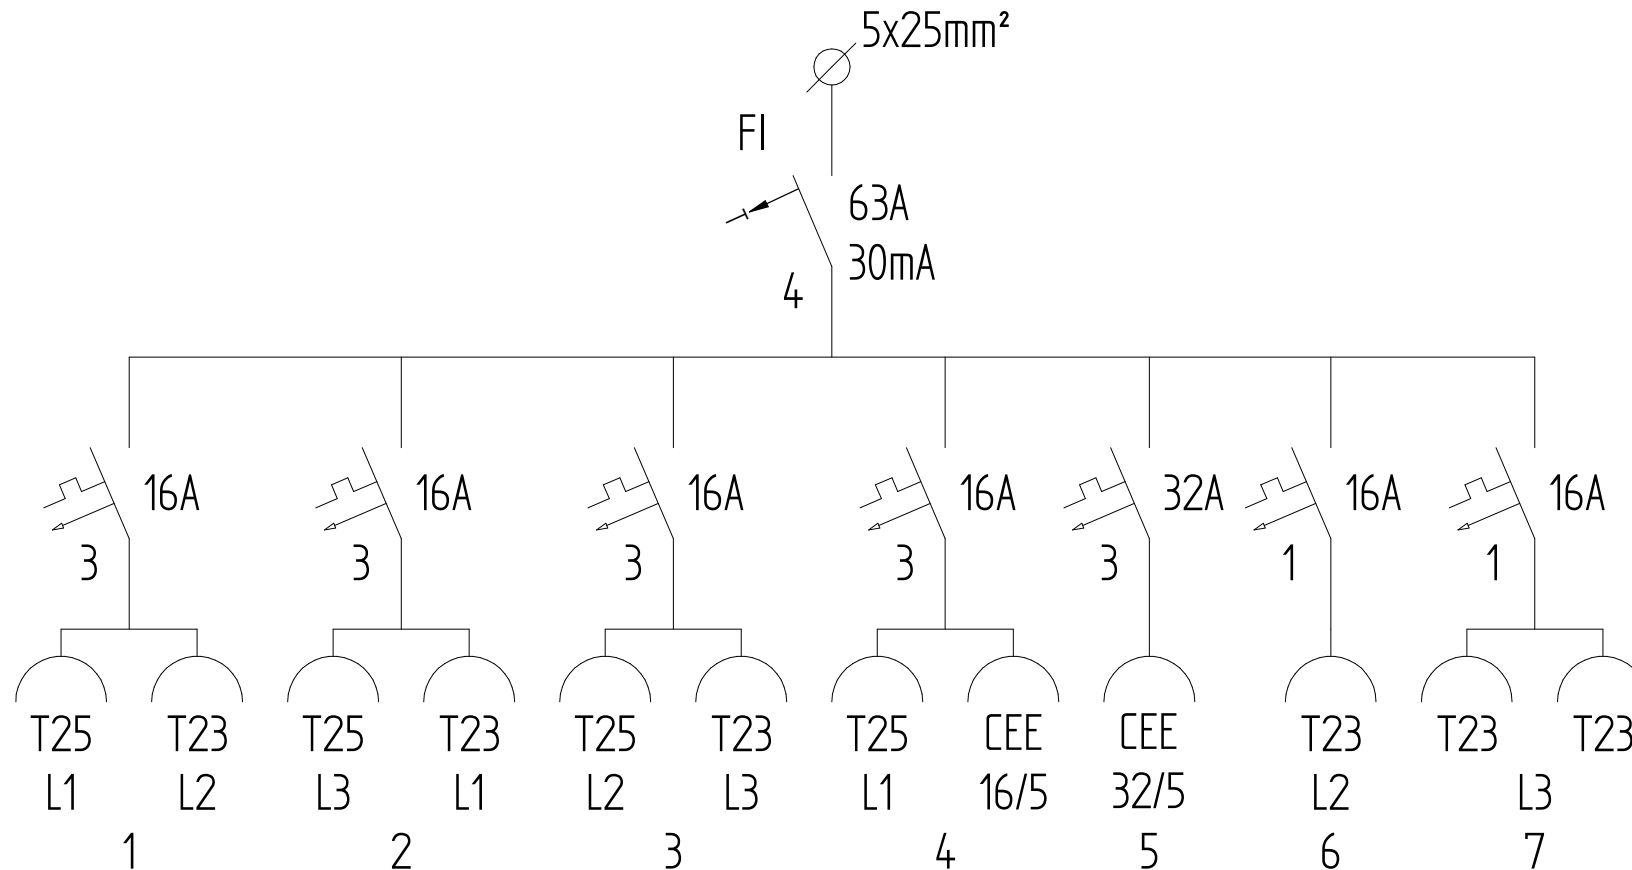 5x25mm²
FI
63A
30mA
4
16A 16A 16A 16A 32A 16A 16A
3 3 3 3 3 1 1
T25 T23 T25 T23 T25 T23 T25 CEE CEE T23 T23 T23
L1 L2 L3 L1 L2 L3 L1 16/5 32/5 L2 L3
1 2 3 4 5 6 7